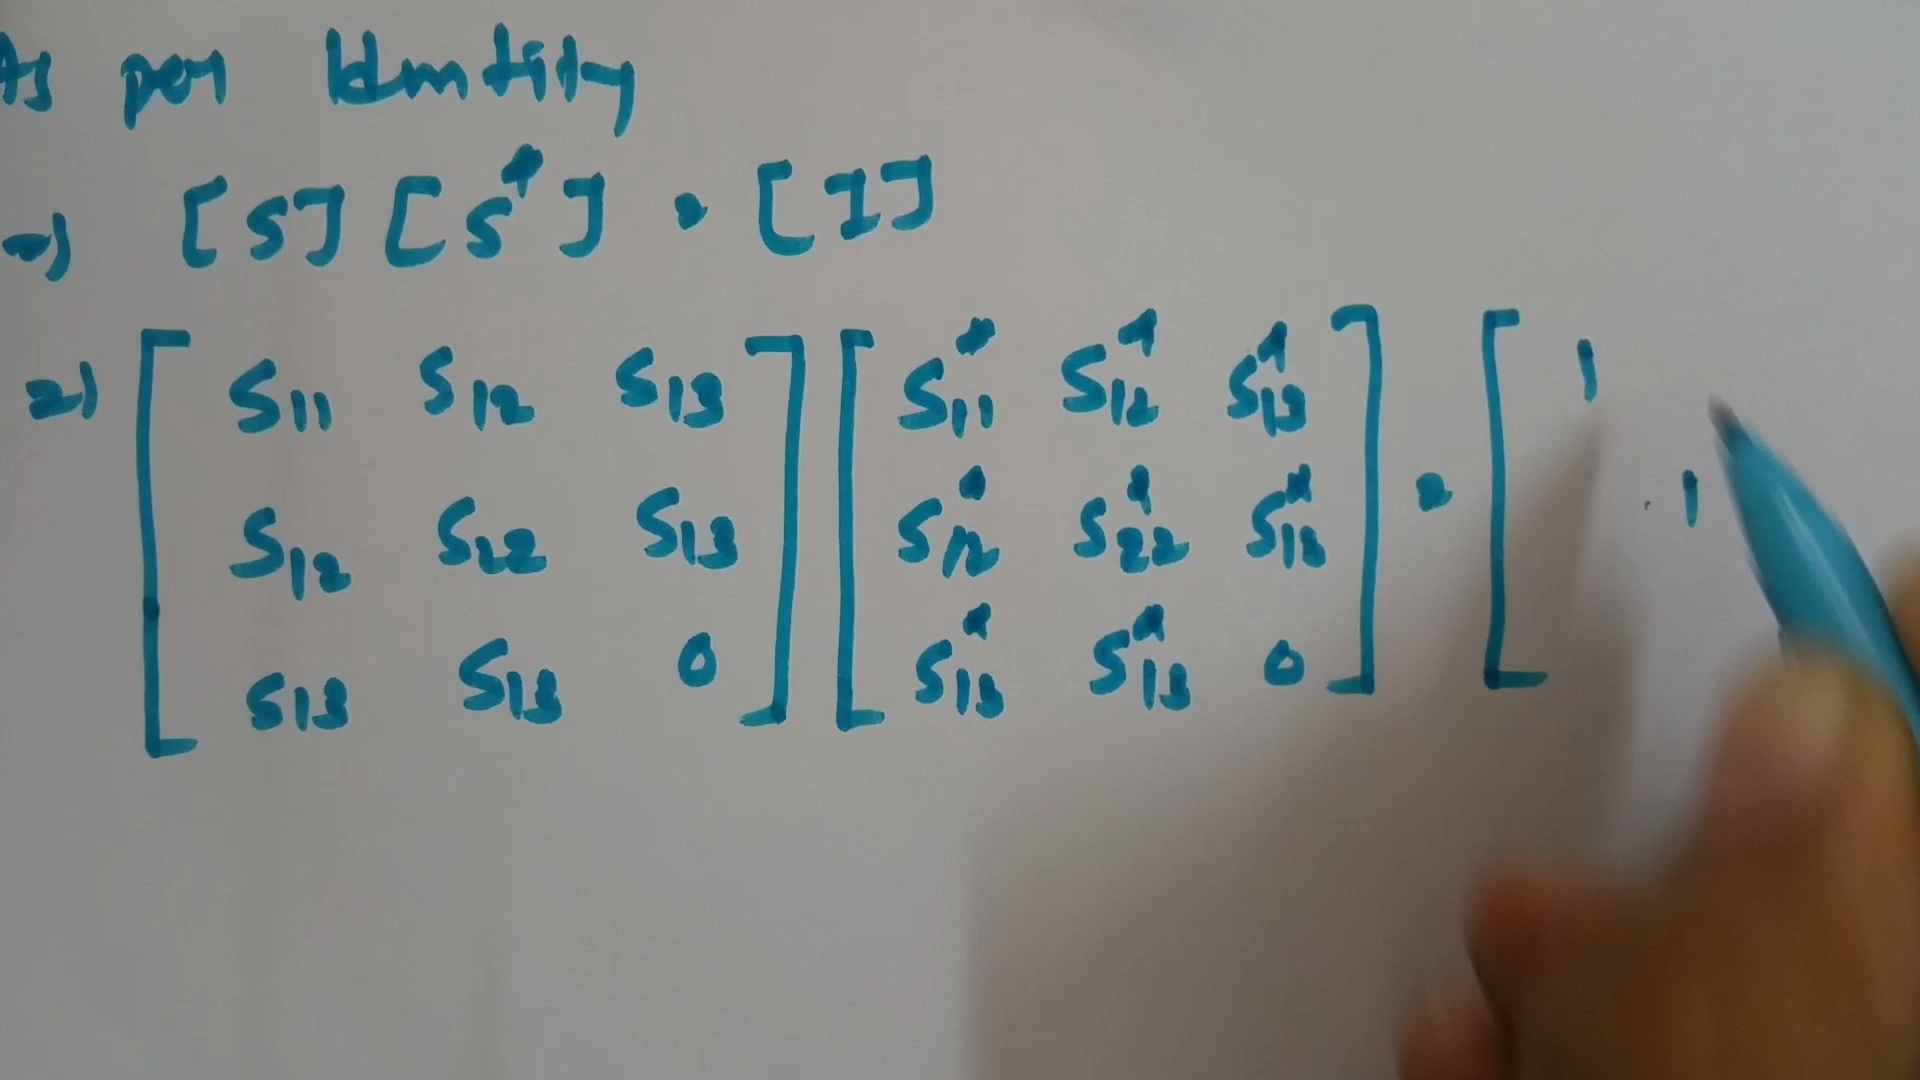 As per Identity
=) [S] [S*] = [I]
=) [ S11 S12 S13 ] [ S11* S12* S13* ] = [ 1
S12 S22 S13 S12* S22* S13* . 1
S13 S13 0 S13* S13* 0